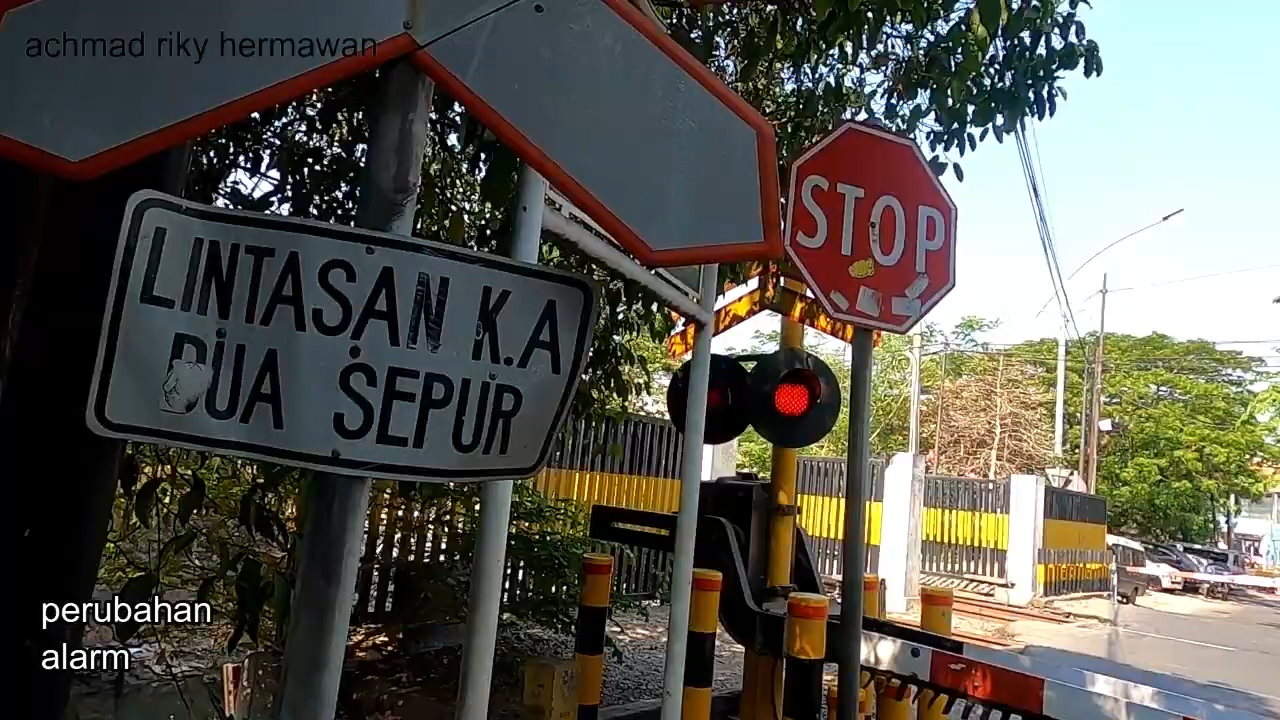 achmad riky hermawan
STOP
LINTASAN K.A
DUA SEPUR
perubahan
alarm